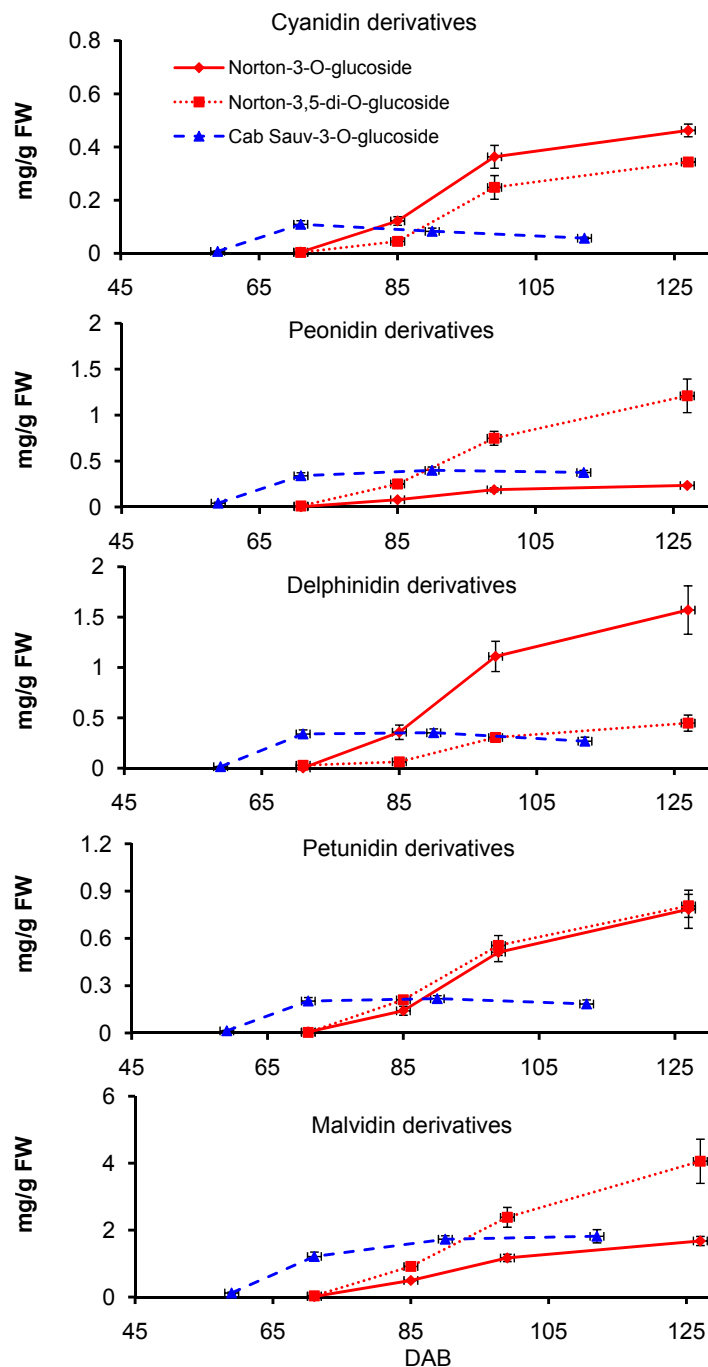 Cyanidin derivatives
0.8
Norton-3-O-glucoside
0.6
Norton-3,5-di-O-glucoside
Cab Sauv-3-O-glucoside
0.4
0.2
0
mg/g FW
45 65 85 105 125
Peonidin derivatives
2
1.5
1
0.5
0
mg/g FW
45 65 85 105 125
Delphinidin derivatives
2
1.5
1
0.5
0
mg/g FW
45 65 85 105 125
Petunidin derivatives
1.2
0.9
0.6
0.3
0
mg/g FW
45 65 85 105 125
Malvidin derivatives
6
4
2
0
mg/g FW
45 65 85 105 125
DAB